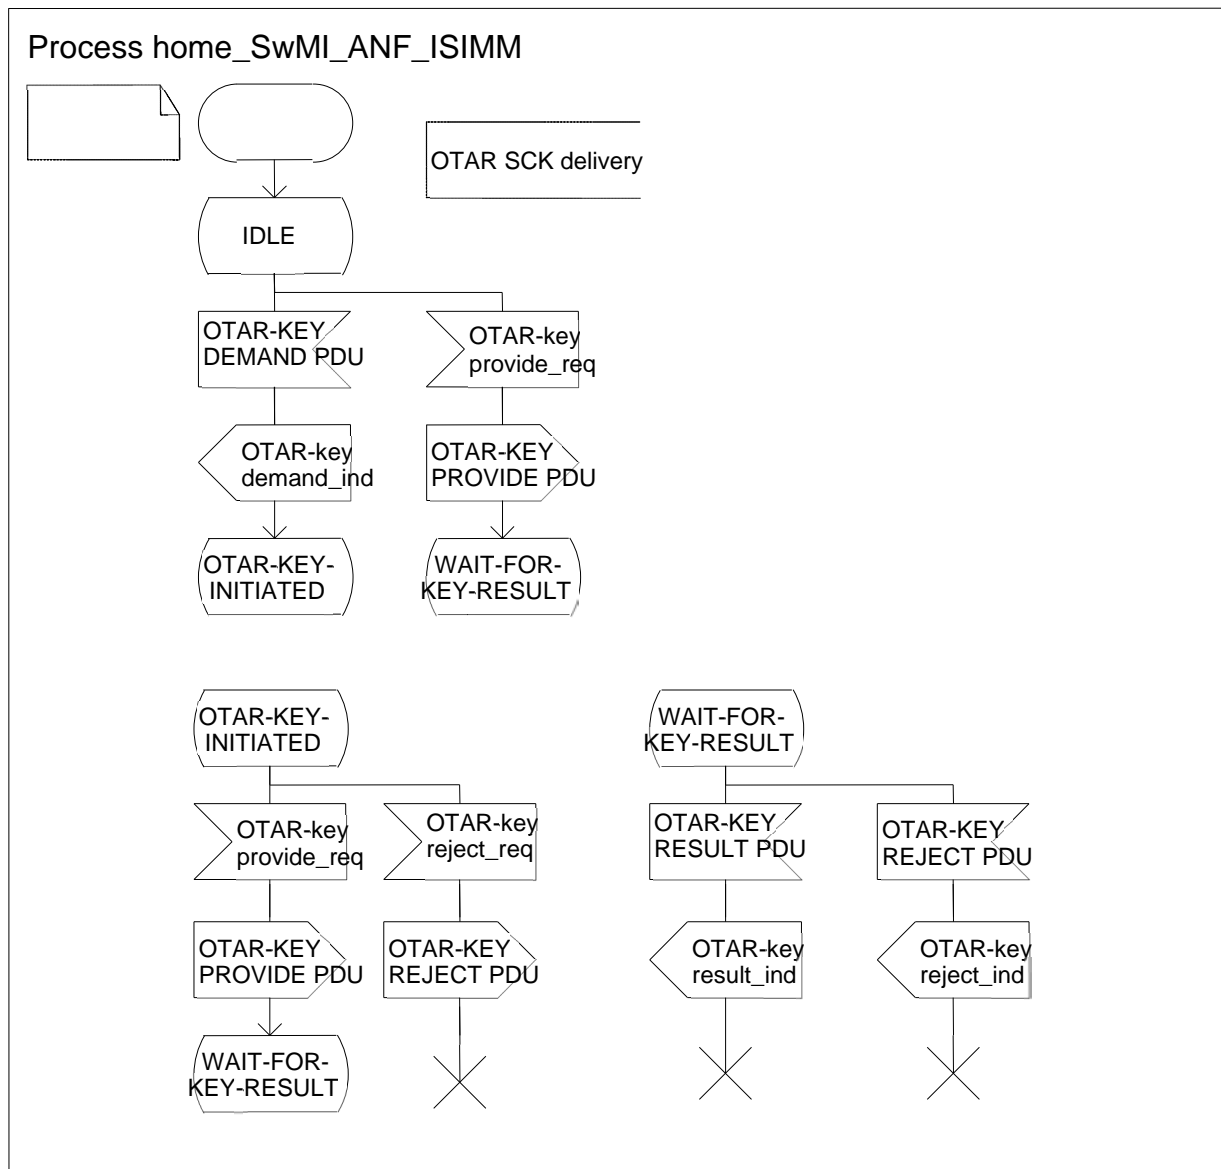 Process home_SwMI_ANF_ISIMM
OTAR SCK delivery
IDLE
OTAR-KEY
DEMAND PDU
OTAR-key
provide_req
OTAR-key
demand_ind
OTAR-KEY
PROVIDE PDU
OTAR-KEY-
INITIATED
WAIT-FOR-
KEY-RESULT
OTAR-KEY-
INITIATED
WAIT-FOR-
KEY-RESULT
OTAR-key
provide_req
OTAR-key
reject_req
OTAR-KEY
RESULT PDU
OTAR-KEY
REJECT PDU
OTAR-KEY
PROVIDE PDU
OTAR-KEY
REJECT PDU
OTAR-key
result_ind
OTAR-key
reject_ind
WAIT-FOR-
KEY-RESULT